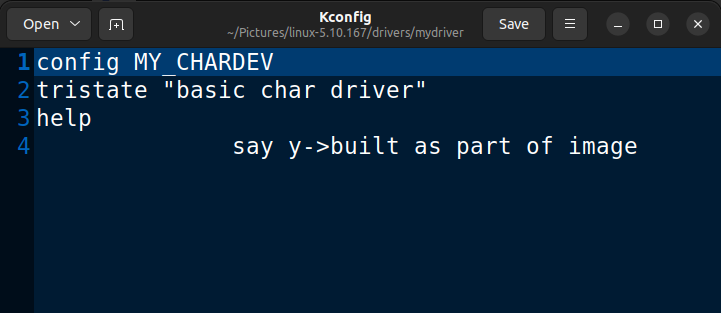 Open
Kconfig
~/Pictures/linux-5.10.167/drivers/mydriver
Save
1 config MY_CHARDEV
2 tristate "basic char driver"
3 help
4 say y->built as part of image